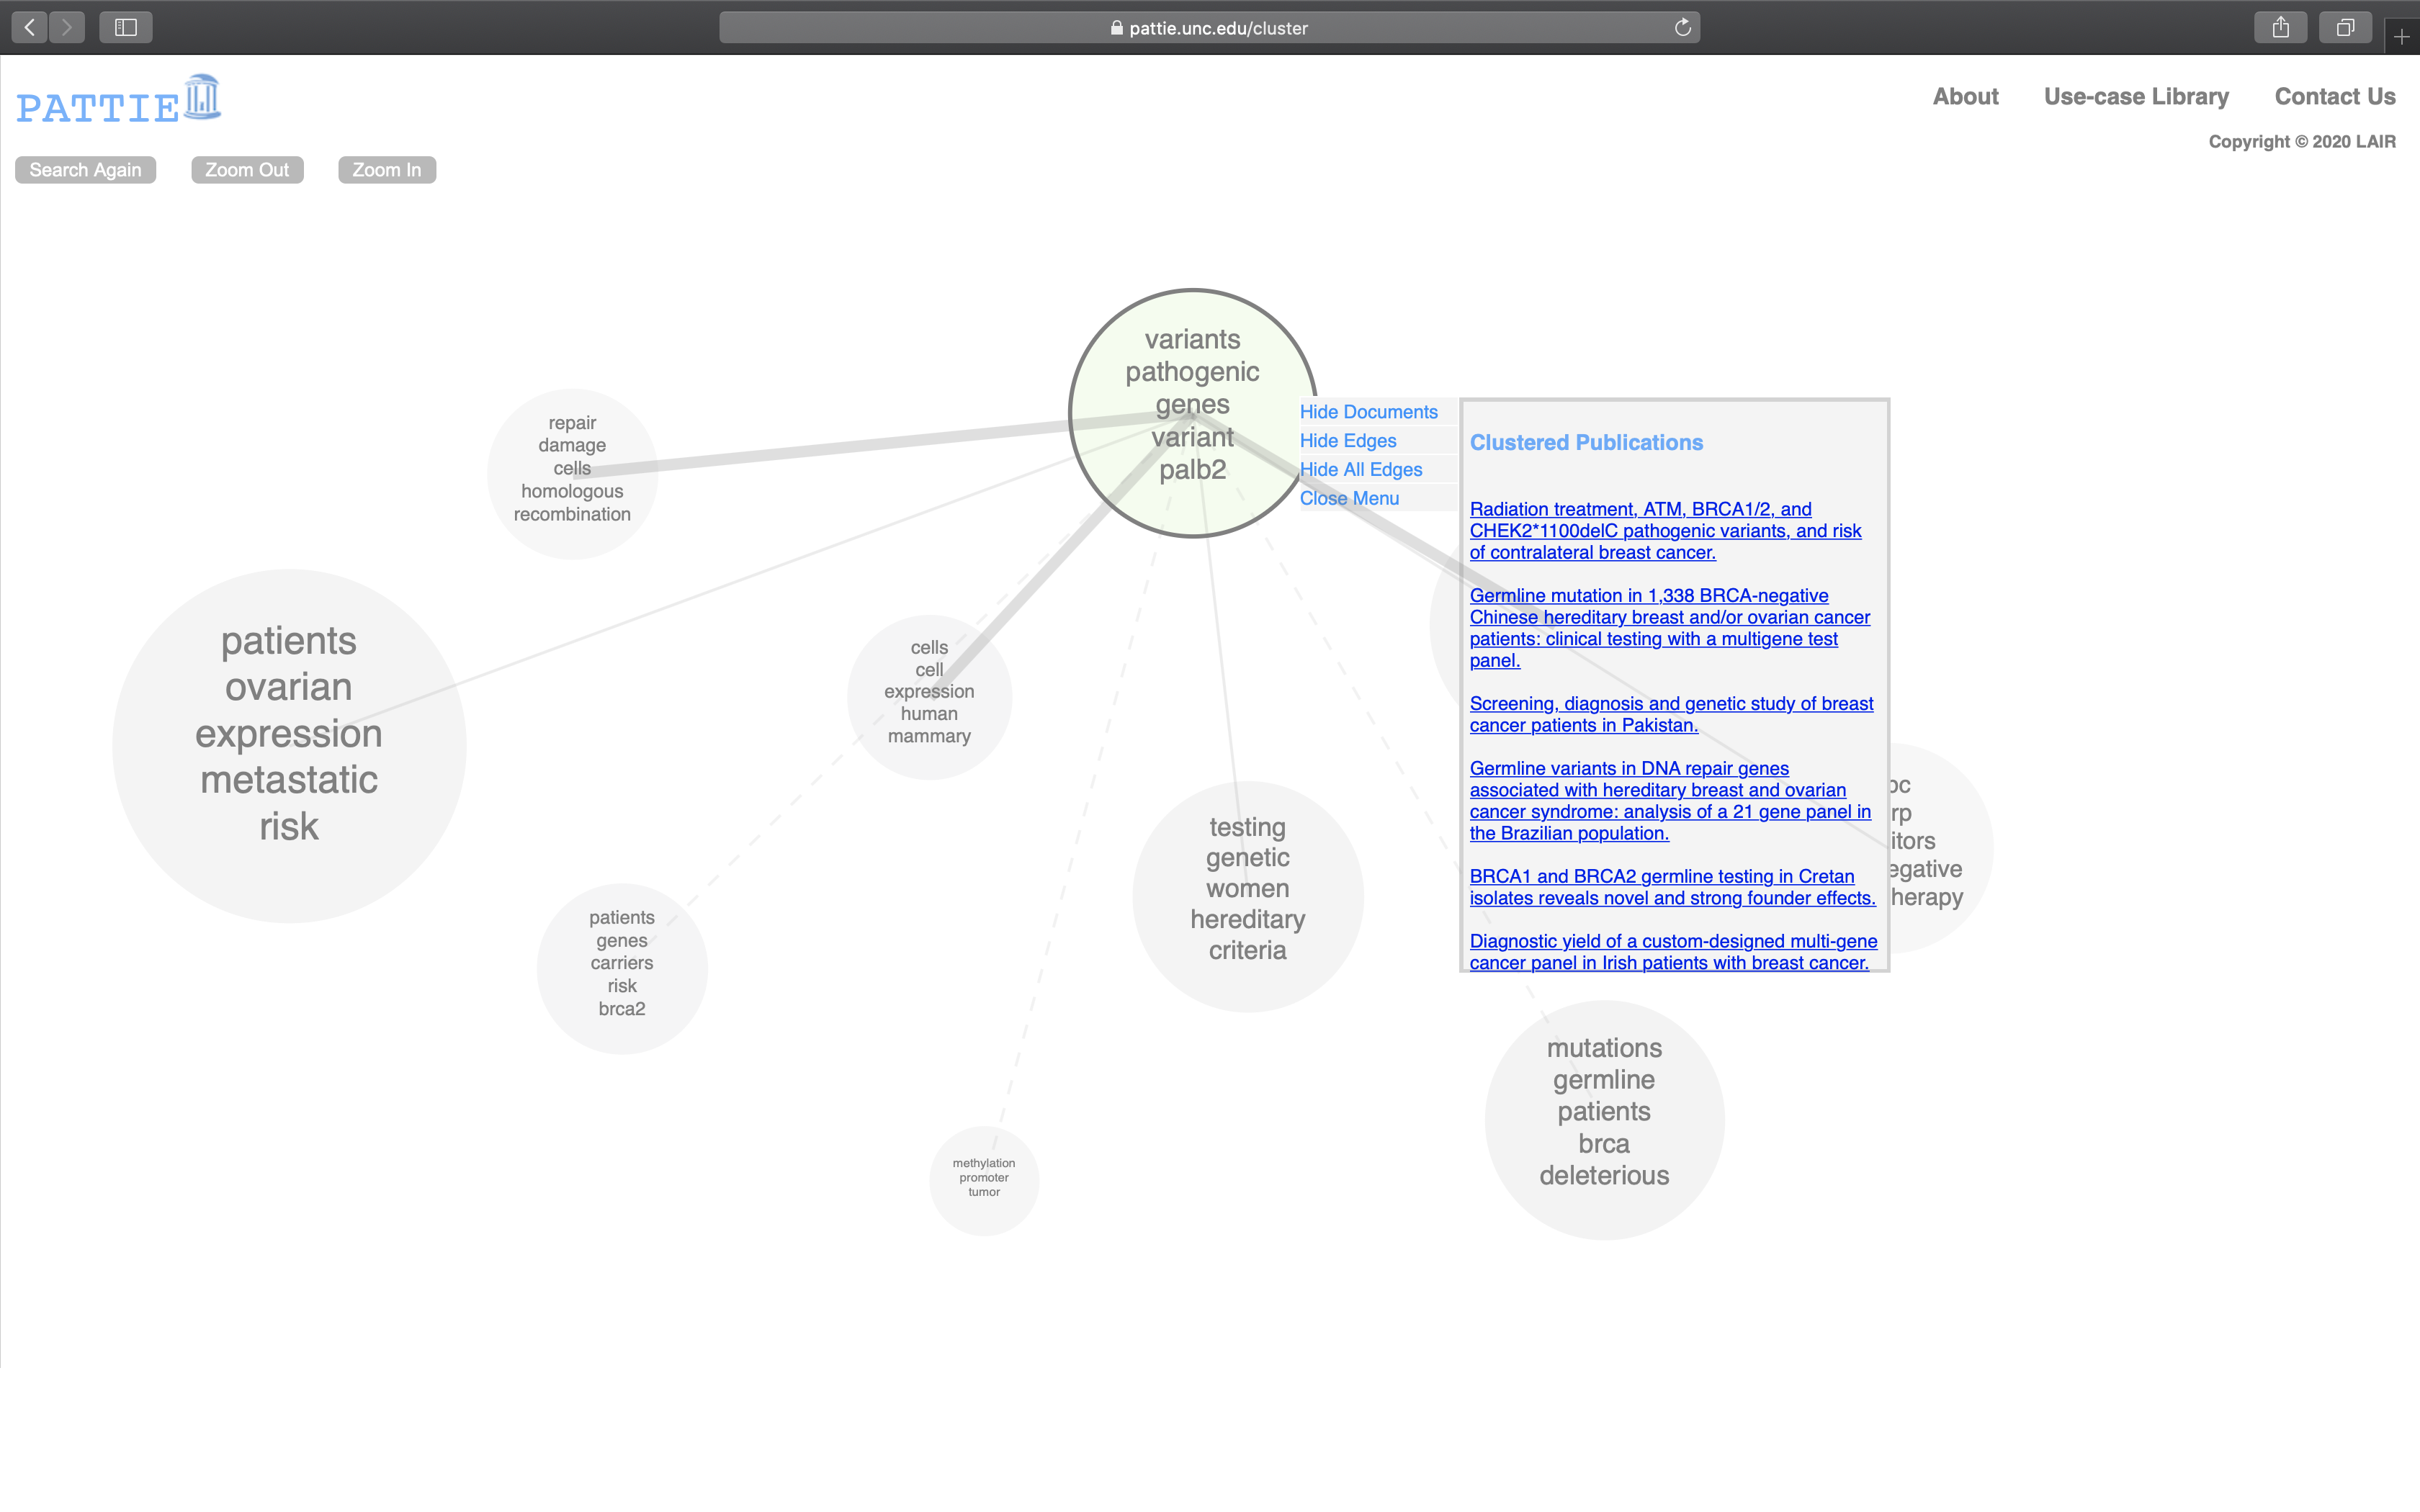 pattie.unc.edu/cluster
PATTIE
About
Use-case Library
Contact Us
Copyright © 2020 LAIR
Search Again
Zoom Out
Zoom In
variants
pathogenic
genes
variant
palb2
Hide Documents
Hide Edges
Hide All Edges
Close Menu
Clustered Publications
Radiation treatment, ATM, BRCA1/2, and
CHEK2*1100delC pathogenic variants, and risk
of contralateral breast cancer.
Germline mutation in 1,338 BRCA-negative
Chinese hereditary breast and/or ovarian cancer
patients: clinical testing with a multigene test
panel.
Screening, diagnosis and genetic study of breast
cancer patients in Pakistan.
Germline variants in DNA repair genes
associated with hereditary breast and ovarian
cancer syndrome: analysis of a 21 gene panel in
the Brazilian population.
BRCA1 and BRCA2 germline testing in Cretan
isolates reveals novel and strong founder effects.
Diagnostic yield of a custom-designed multi-gene
cancer panel in Irish patients with breast cancer.
repair
damage
cells
homologous
recombination
patients
ovarian
expression
metastatic
risk
cells
cell
expression
human
mammary
patients
genes
carriers
risk
brca2
testing
genetic
women
hereditary
criteria
methylation
promoter
tumor
mutations
germline
patients
brca
deleterious